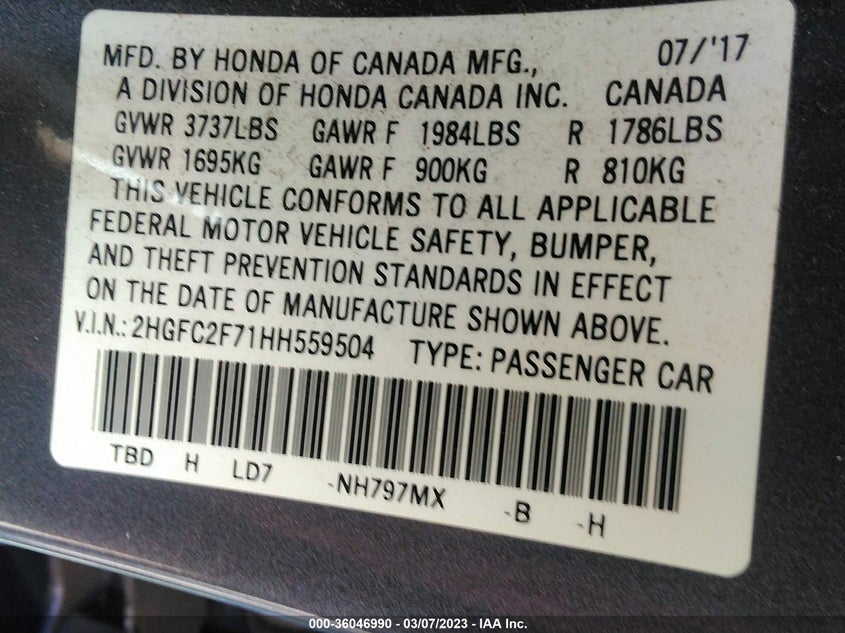 MFD. BY HONDA OF CANADA MFG., 07/'17
A DIVISION OF HONDA CANADA INC. CANADA
GVWR 3737LBS GAWR F 1984LBS R 1786LBS
GVWR 1695KG GAWR F 900KG R 810KG
THIS VEHICLE CONFORMS TO ALL APPLICABLE
FEDERAL MOTOR VEHICLE SAFETY, BUMPER,
AND THEFT PREVENTION STANDARDS IN EFFECT
ON THE DATE OF MANUFACTURE SHOWN ABOVE.
V.I.N.: 2HGFC2F71HH559504 TYPE: PASSENGER CAR
TBD H LD7 -NH797MX -B -H
000-36046990 - 03/07/2023 - IAA Inc.